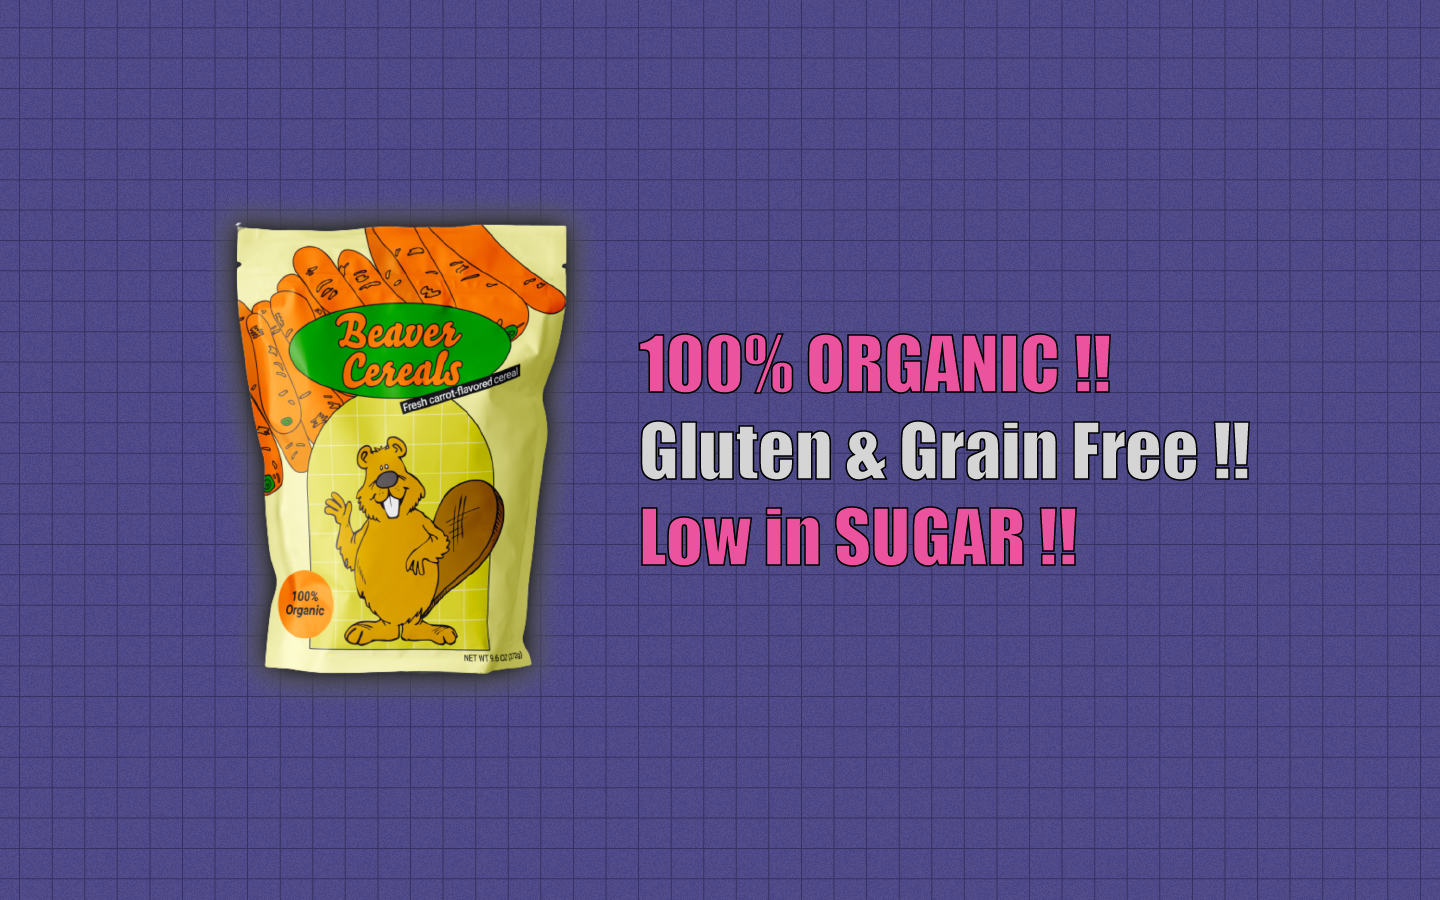 Beaver
Cereals
Fresh carrot-flavored cereal
100%
Organic
NET WT 9.6 OZ (272g)
100% ORGANIC !!
Gluten & Grain Free !!
Low in SUGAR !!